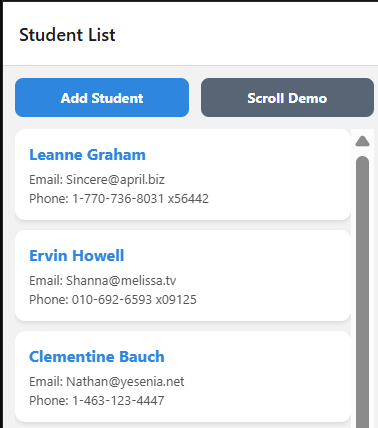 Student List
Add Student
Scroll Demo
Leanne Graham
Email: Sincere@april.biz
Phone: 1-770-736-8031 x56442
Ervin Howell
Email: Shanna@melissa.tv
Phone: 010-692-6593 x09125
Clementine Bauch
Email: Nathan@yesenia.net
Phone: 1-463-123-4447